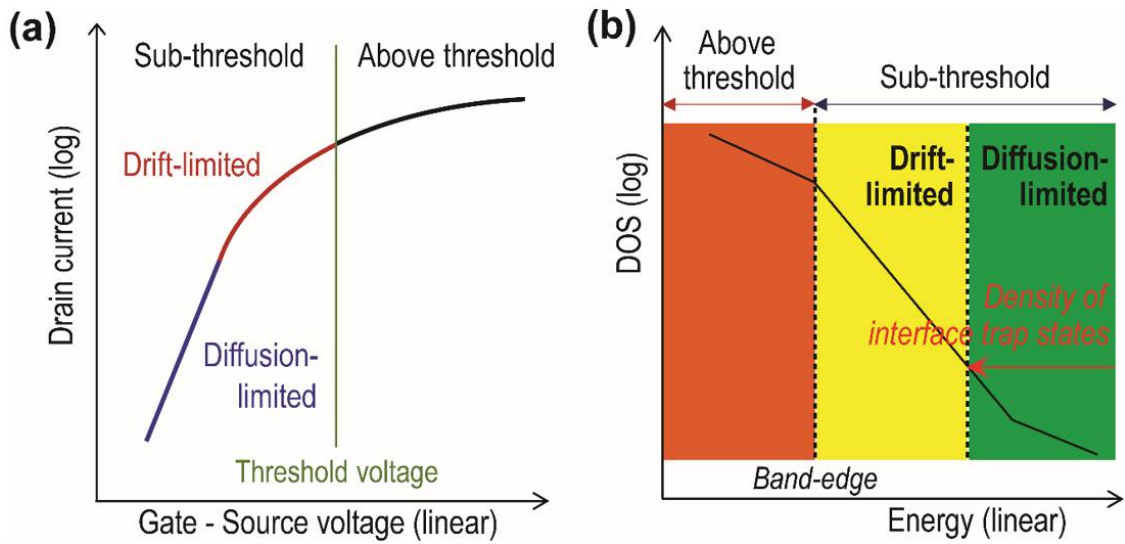 (a)
Sub-threshold
Above threshold
Drift-limited
Diffusion-
limited
Threshold voltage
Drain current (log)
Gate - Source voltage (linear)
(b)
Above
threshold
Sub-threshold
Drift-
limited
Diffusion-
limited
Density of
interface trap states
DOS (log)
Band-edge
Energy (linear)